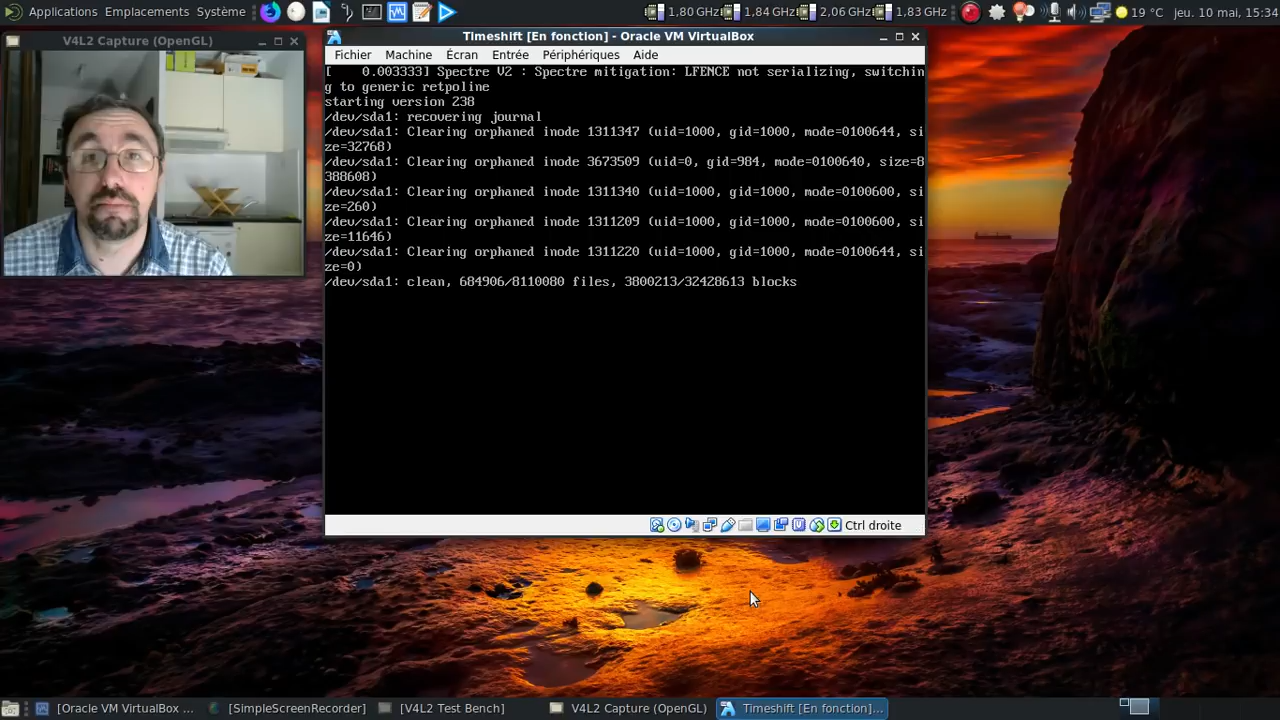 Applications Emplacements Système 1,80 GHz 1,84 GHz 2,06 GHz 1,83 GHz 19 °C jeu. 10 mai, 15:34
V4L2 Capture (OpenGL)
Timeshift [En fonction] - Oracle VM VirtualBox
Fichier Machine Écran Entrée Périphériques Aide
[    0.003333] Spectre V2 : Spectre mitigation: LFENCE not serializing, switchin
g to generic retpoline
starting version 238
/dev/sda1: recovering journal
/dev/sda1: Clearing orphaned inode 1311347 (uid=1000, gid=1000, mode=0100644, si
ze=32768)
/dev/sda1: Clearing orphaned inode 3673509 (uid=0, gid=984, mode=0100640, size=8
388608)
/dev/sda1: Clearing orphaned inode 1311340 (uid=1000, gid=1000, mode=0100600, si
ze=260)
/dev/sda1: Clearing orphaned inode 1311209 (uid=1000, gid=1000, mode=0100600, si
ze=11646)
/dev/sda1: Clearing orphaned inode 1311220 (uid=1000, gid=1000, mode=0100644, si
ze=0)
/dev/sda1: clean, 684906/8110080 files, 3800213/32428613 blocks
Ctrl droite
[Oracle VM VirtualBox ... [SimpleScreenRecorder] [V4L2 Test Bench] V4L2 Capture (OpenGL) Timeshift [En fonction]...